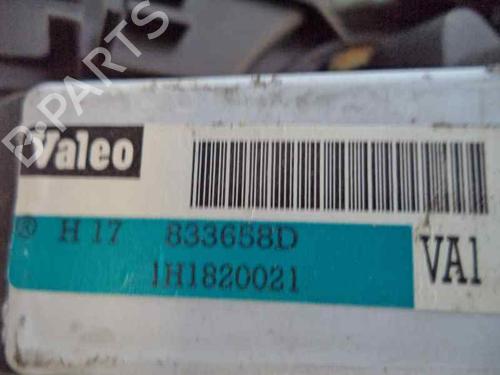 B-PARTS
Valeo
® H 17 833658D
1H1820021
VA1